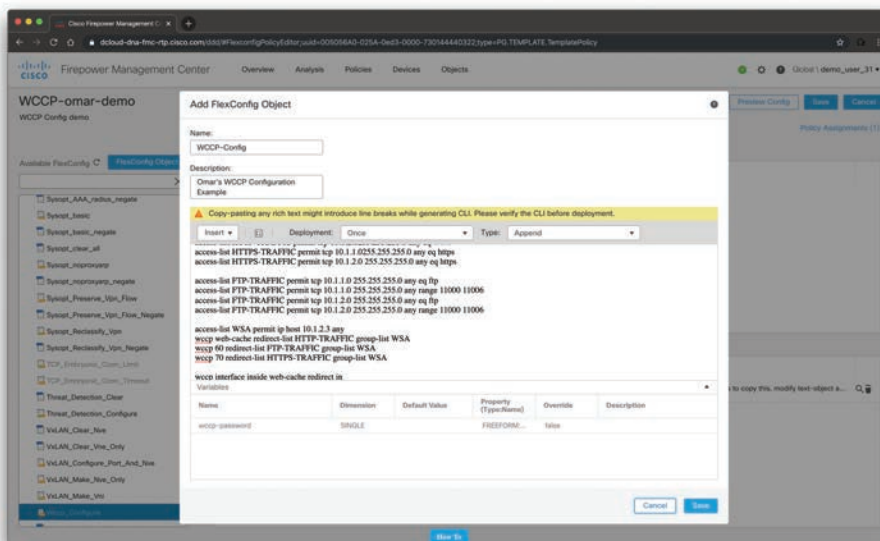 Cisco Firepower Management C
dcloud-dna-fmc-rtp.cisco.com/ddd/#FlexconfigPolicyEditor;uuid=005056A0-025A-0ed3-0000-730144440322;type=PG.TEMPLATE.TemplatePolicy
CISCO
Firepower Management Center
Overview Analysis Policies Devices Objects
Global \ demo_user_31
WCCP-omar-demo
WCCP Config demo
Preview Config Save Cancel
Policy Assignments (1)
Available FlexConfig FlexConfig Object
Sysopt_AAA_radius_negate
Sysopt_basic
Sysopt_basic_negate
Sysopt_clear_all
Sysopt_noproxyarp
Sysopt_noproxyarp_negate
Sysopt_Preserve_Vpn_Flow
Sysopt_Preserve_Vpn_Flow_Negate
Sysopt_Reclassify_Vpn
Sysopt_Reclassify_Vpn_Negate
TCP_Embryonic_Conn_Limit
TCP_Embryonic_Conn_Timeout
Threat_Detection_Clear
Threat_Detection_Configure
VxLAN_Clear_Nve
VxLAN_Clear_Nve_Only
VxLAN_Configure_Port_And_Nve
VxLAN_Make_Nve_Only
VxLAN_Make_Vni
Wccp_Configure
Add FlexConfig Object
Name:
WCCP-Config
Description:
Omar's WCCP Configuration
Example
Copy-pasting any rich text might introduce line breaks while generating CLI. Please verify the CLI before deployment.
Insert Deployment: Once Type: Append
access-list HTTPS-TRAFFIC permit tcp 10.1.1.0255.255.255.0 any eq https
access-list HTTPS-TRAFFIC permit tcp 10.1.2.0 255.255.255.0 any eq https
access-list FTP-TRAFFIC permit tcp 10.1.1.0 255.255.255.0 any eq ftp
access-list FTP-TRAFFIC permit tcp 10.1.1.0 255.255.255.0 any range 11000 11006
access-list FTP-TRAFFIC permit tcp 10.1.2.0 255.255.255.0 any eq ftp
access-list FTP-TRAFFIC permit tcp 10.1.2.0 255.255.255.0 any range 11000 11006
access-list WSA permit ip host 10.1.2.3 any
wccp web-cache redirect-list HTTP-TRAFFIC group-list WSA
wccp 60 redirect-list FTP-TRAFFIC group-list WSA
wccp 70 redirect-list HTTPS-TRAFFIC group-list WSA
wccp interface inside web-cache redirect in
Variables
Name Dimension Default Value Property (Type:Name) Override Description
wccp-password SINGLE FREEFORM:... false
s to copy this, modify text-object a...
Cancel Save
How To